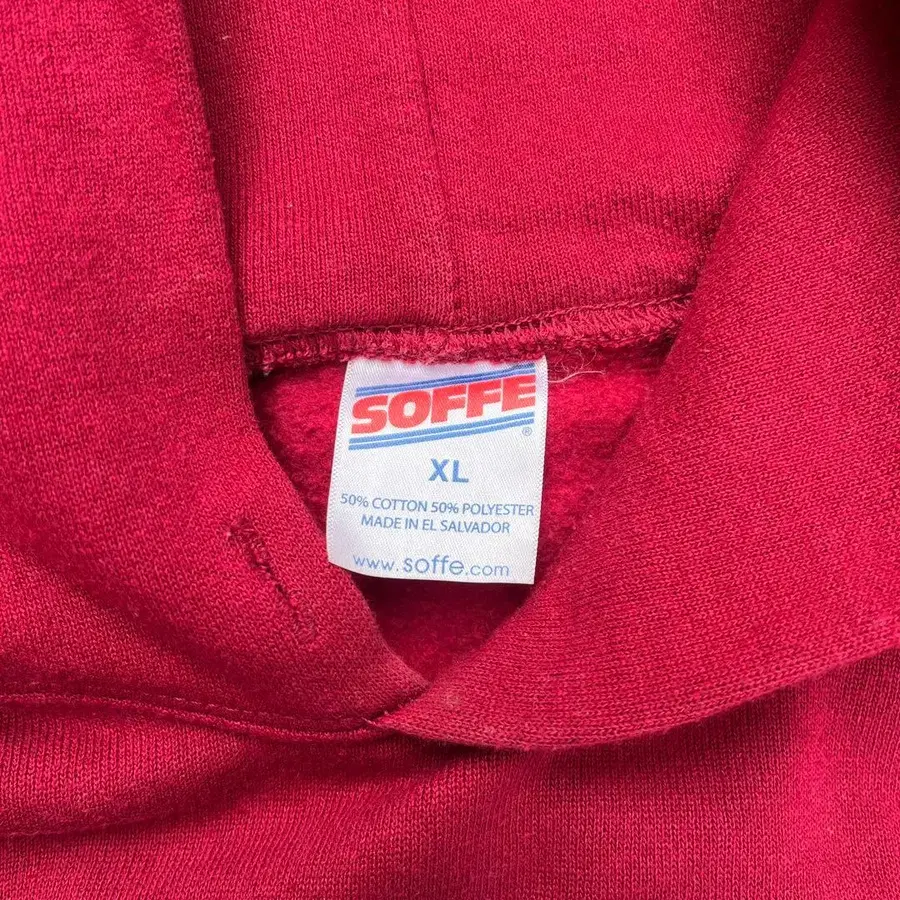 SOFFE
®
XL
50% COTTON 50% POLYESTER
MADE IN EL SALVADOR
www.soffe.com